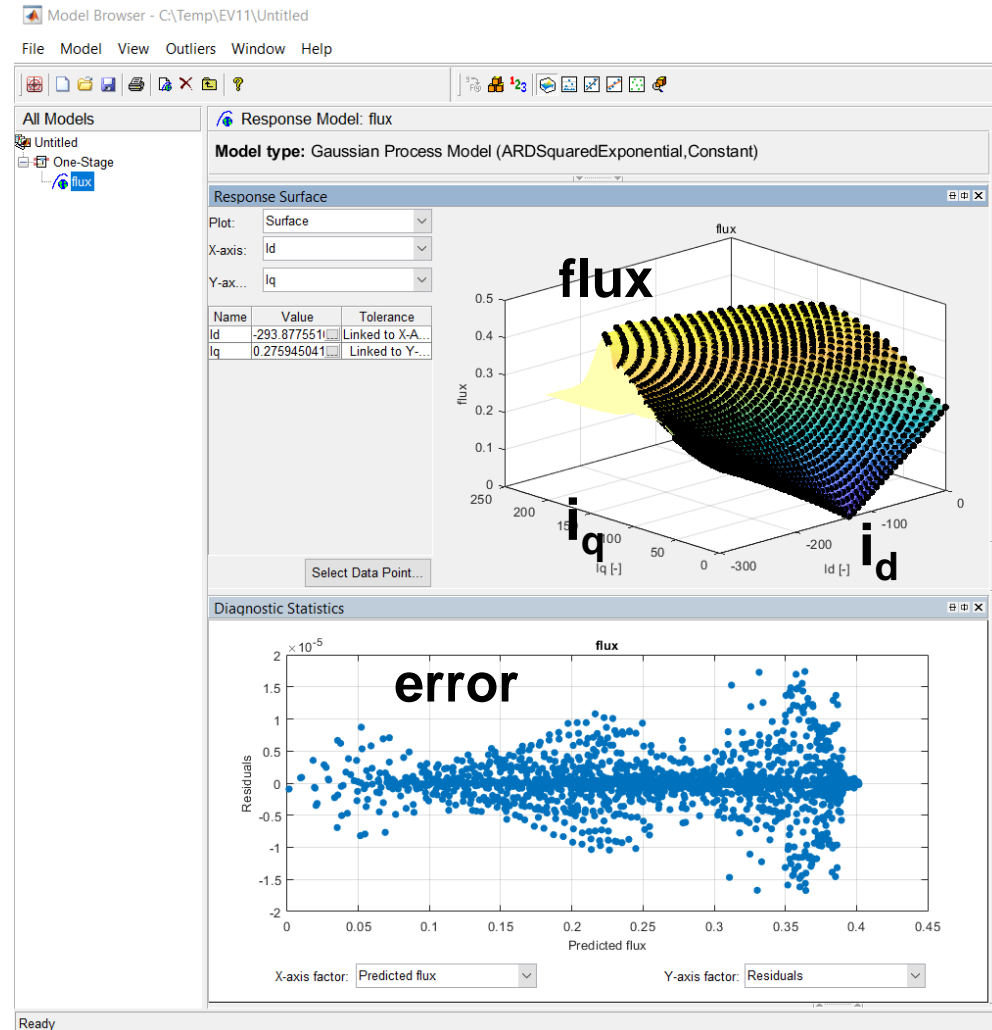 Model Browser - C:\Temp\EV11\Untitled
File Model View Outliers Window Help
All Models
Untitled
One-Stage
flux
Response Model: flux
Model type: Gaussian Process Model (ARDSquaredExponential,Constant)
Response Surface
Plot: Surface
X-axis: Id
Y-ax... Iq
Name Value Tolerance
Id -293.877551( ... Linked to X-A...
Iq 0.275945041 ... Linked to Y-...
Select Data Point...
flux
flux
0.5
0.4
0.3
0.2
0.1
0
flux
250
200
150
100
50
0
Iq [-]
iq
-300
-200
-100
0
Id [-]
id
Diagnostic Statistics
flux
×10-5
error
2
1.5
1
0.5
0
-0.5
-1
-1.5
-2
Residuals
0 0.05 0.1 0.15 0.2 0.25 0.3 0.35 0.4 0.45
Predicted flux
X-axis factor: Predicted flux Y-axis factor: Residuals
Ready